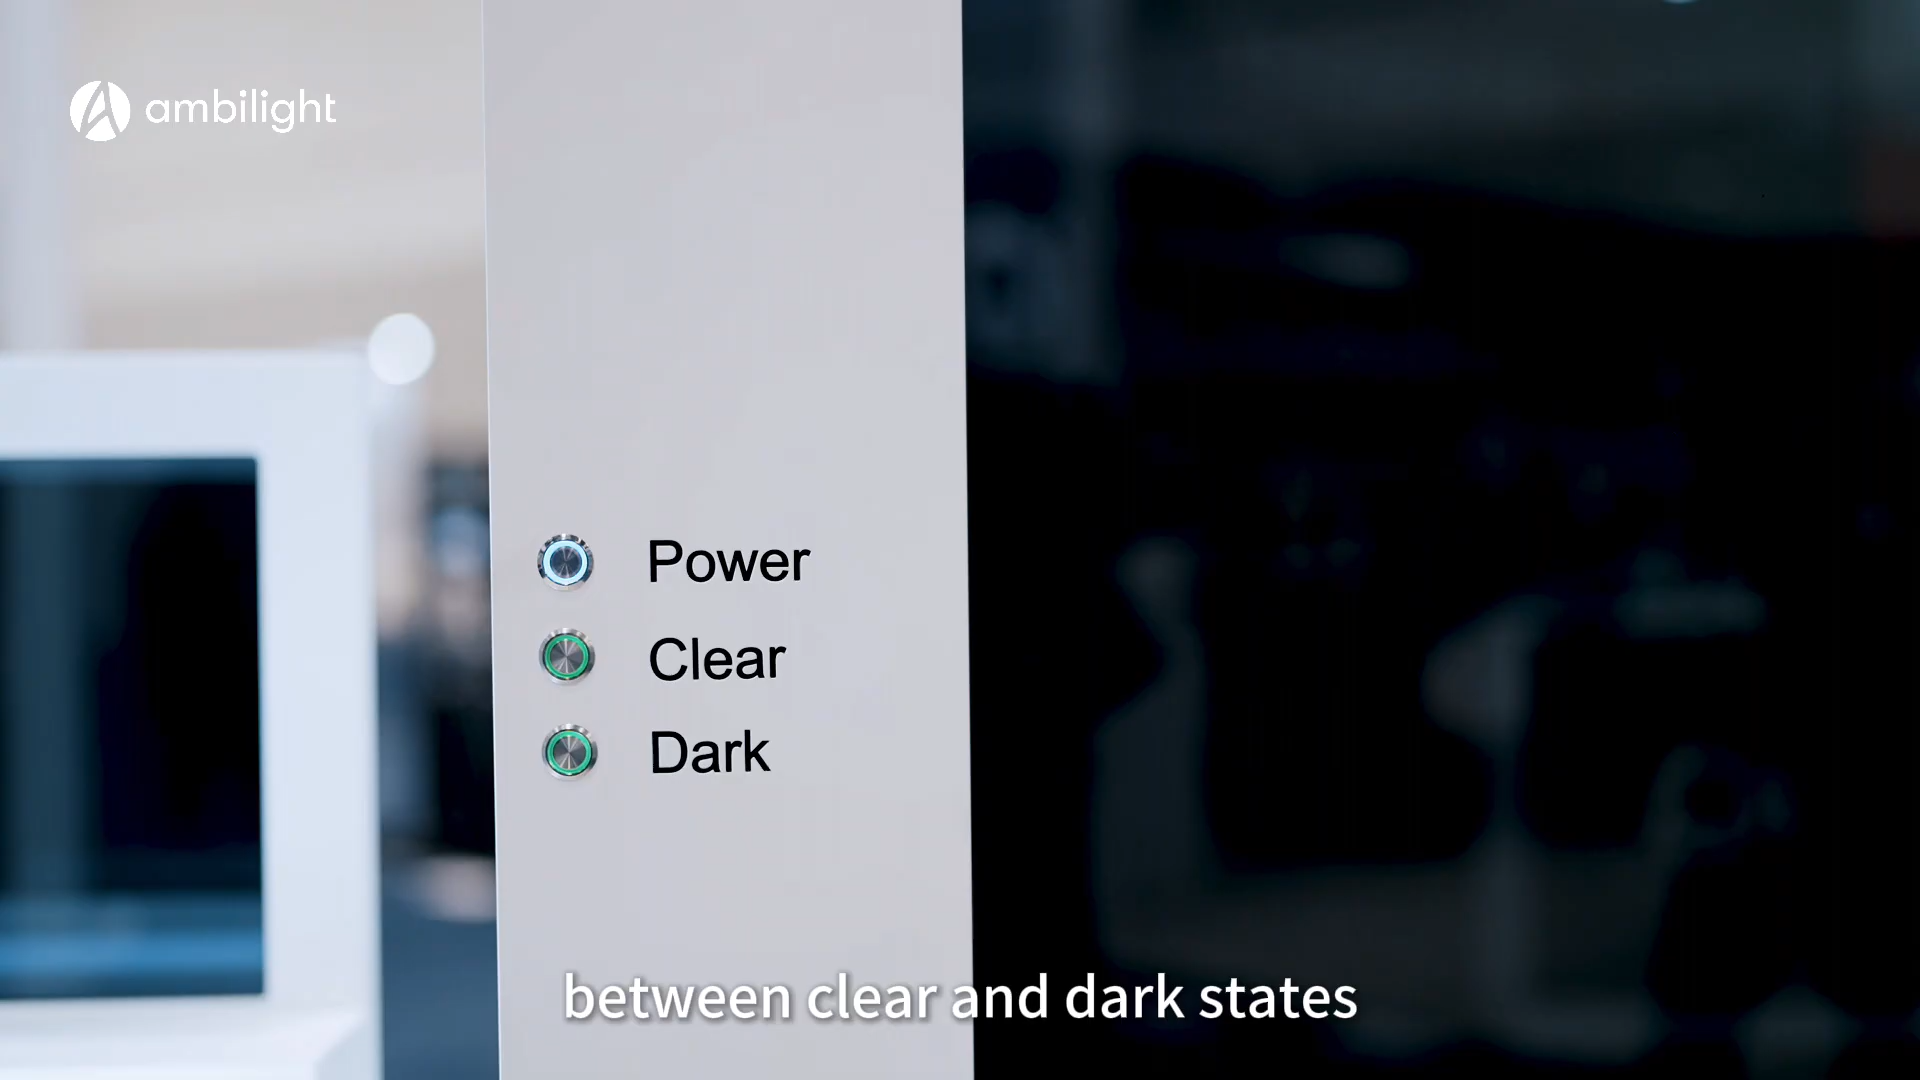 ambilight
Power
Clear
Dark
between clear and dark states